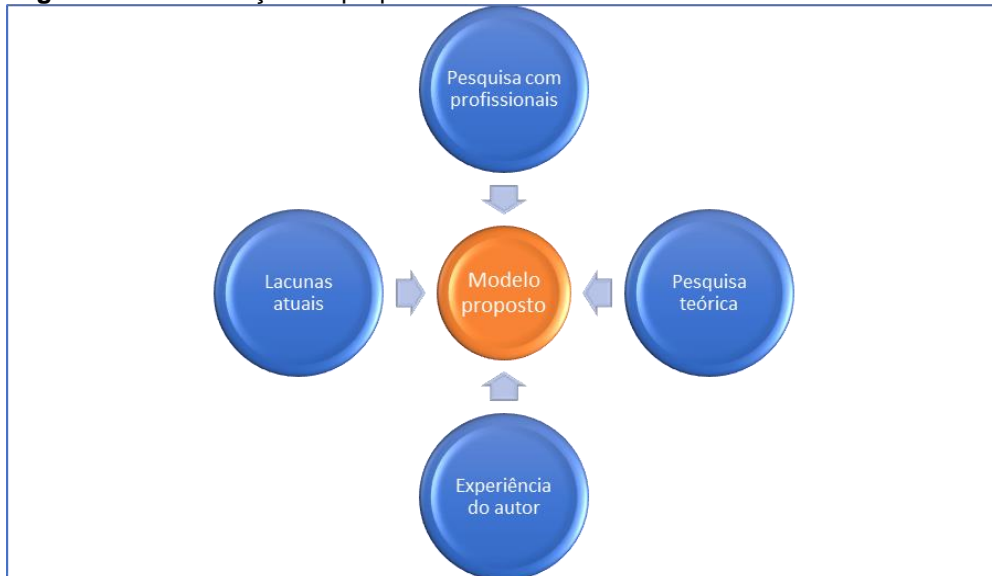 Pesquisa com
profissionais
Lacunas
atuais
Modelo
proposto
Pesquisa
teórica
Experiência
do autor